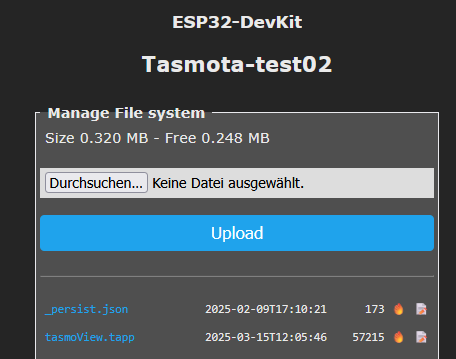 ESP32-DevKit
Tasmota-test02
Manage File system
Size 0.320 MB - Free 0.248 MB
Durchsuchen... Keine Datei ausgewählt.
Upload
_persist.json 2025-02-09T17:10:21 173
tasmoView.tapp 2025-03-15T12:05:46 57215